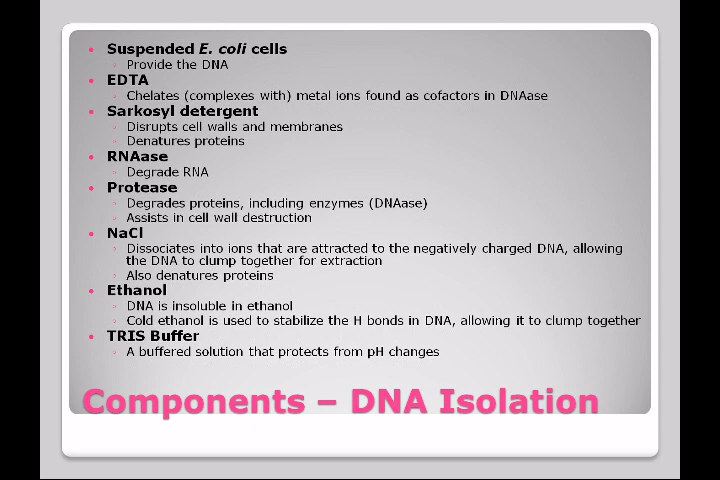 Suspended E. coli cells
Provide the DNA
EDTA
Chelates (complexes with) metal ions found as cofactors in DNAase
Sarkosyl detergent
Disrupts cell walls and membranes
Denatures proteins
RNAase
Degrade RNA
Protease
Degrades proteins, including enzymes (DNAase)
Assists in cell wall destruction
NaCl
Dissociates into ions that are attracted to the negatively charged DNA, allowing
the DNA to clump together for extraction
Also denatures proteins
Ethanol
DNA is insoluble in ethanol
Cold ethanol is used to stabilize the H bonds in DNA, allowing it to clump together
TRIS Buffer
A buffered solution that protects from pH changes
Components – DNA Isolation